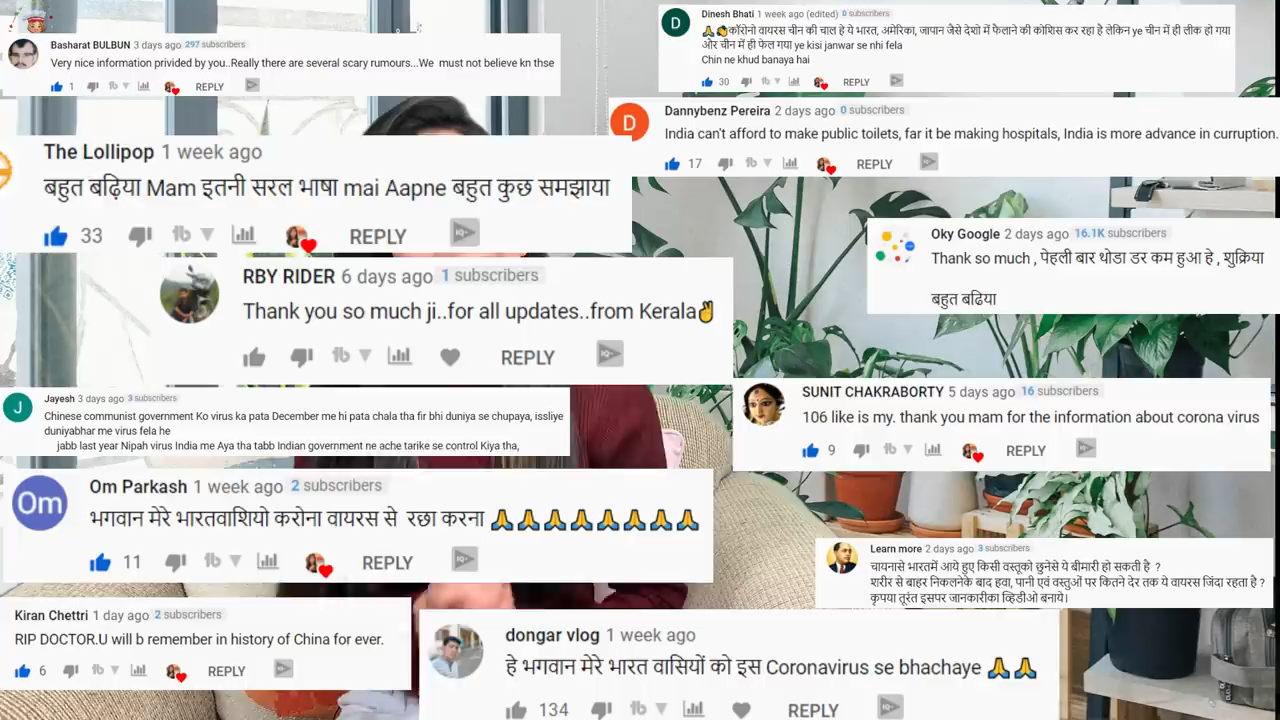 Basharat BULBUN 3 days ago 297 subscribers
Very nice information privided by you..Really there are several scary rumours...We must not believe kn thse
1 REPLY
Dinesh Bhati 1 week ago (edited) 0 subscribers
🙏👏कॉरोनो वायरस चीन की चाल हे ये भारत, अमेरिका, जापान जैसे देशो में फैलाने की कोशिस कर रहा है लेकिन ye चीन में ही लीक हो गया
ओर चीन में ही फेल गया ye kisi janwar se nhi fela
Chin ne khud banaya hai
30 REPLY
D Dannybenz Pereira 2 days ago 0 subscribers
India can't afford to make public toilets, far it be making hospitals, India is more advance in curruption.
17 REPLY
The Lollipop 1 week ago
बहुत बढ़िया Mam इतनी सरल भाषा mai Aapne बहुत कुछ समझाया
33 REPLY
Oky Google 2 days ago 16.1K subscribers
Thank so much , पेहली बार थोडा डर कम हुआ हे , शुक्रिया
बहुत बढिया
RBY RIDER 6 days ago 1 subscribers
Thank you so much ji..for all updates..from Kerala✌
REPLY
J Jayesh 3 days ago 3 subscribers
Chinese communist government Ko virus ka pata December me hi pata chala tha fir bhi duniya se chupaya, issliye
duniyabhar me virus fela he
jabb last year Nipah virus India me Aya tha tabb Indian government ne ache tarike se control Kiya tha,
SUNIT CHAKRABORTY 5 days ago 16 subscribers
106 like is my. thank you mam for the information about corona virus
9 REPLY
Om Om Parkash 1 week ago 2 subscribers
भगवान मेरे भारतवाशियो करोना वायरस से रछा करना 🙏🙏🙏🙏🙏🙏🙏🙏
11 REPLY
Learn more 2 days ago 3 subscribers
चायनासे भारतमें आये हुए किसी वस्तूको छुनेसे ये बीमारी हो सकती है ?
शरीर से बाहर निकलनेके बाद हवा, पानी एवं वस्तुओं पर कितने देर तक ये वायरस जिंदा रहता है ?
कृपया तूरंत इसपर जानकारीका व्हिडीओ बनाये।
Kiran Chettri 1 day ago 2 subscribers
RIP DOCTOR.U will b remember in history of China for ever.
6 REPLY
dongar vlog 1 week ago
हे भगवान मेरे भारत वासियों को इस Coronavirus se bhachaye 🙏🙏
134 REPLY